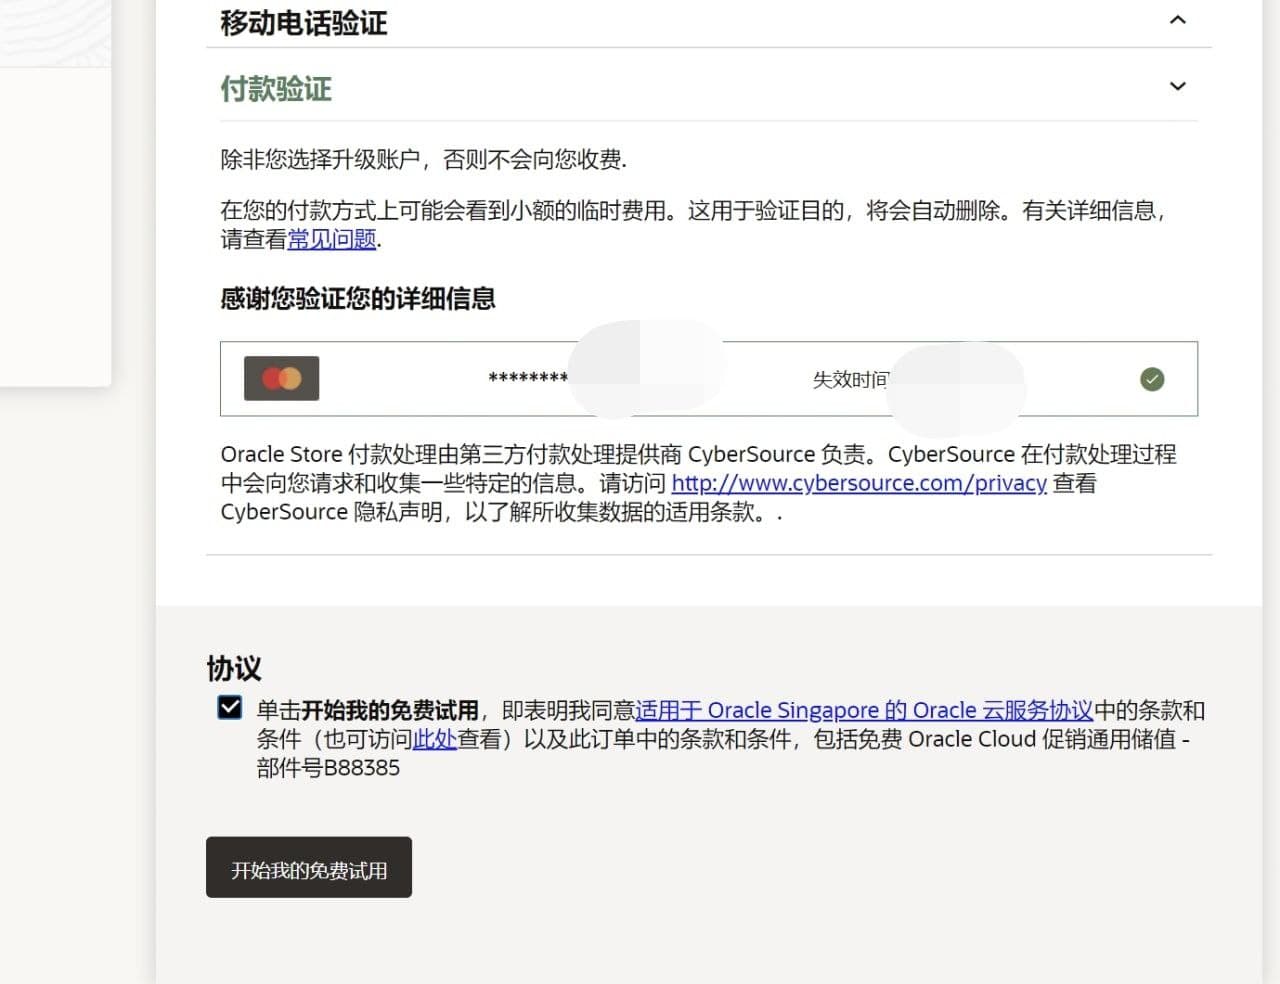 移动电话验证
付款验证
除非您选择升级账户，否则不会向您收费.
在您的付款方式上可能会看到小额的临时费用。这用于验证目的，将会自动删除。有关详细信息，
请查看常见问题.
感谢您验证您的详细信息
******** 失效时间
Oracle Store 付款处理由第三方付款处理提供商 CyberSource 负责。CyberSource 在付款处理过程
中会向您请求和收集一些特定的信息。请访问 http://www.cybersource.com/privacy 查看
CyberSource 隐私声明，以了解所收集数据的适用条款。.
协议
单击开始我的免费试用，即表明我同意适用于 Oracle Singapore 的 Oracle 云服务协议中的条款和
条件（也可访问此处查看）以及此订单中的条款和条件，包括免费 Oracle Cloud 促销通用储值 -
部件号B88385
开始我的免费试用